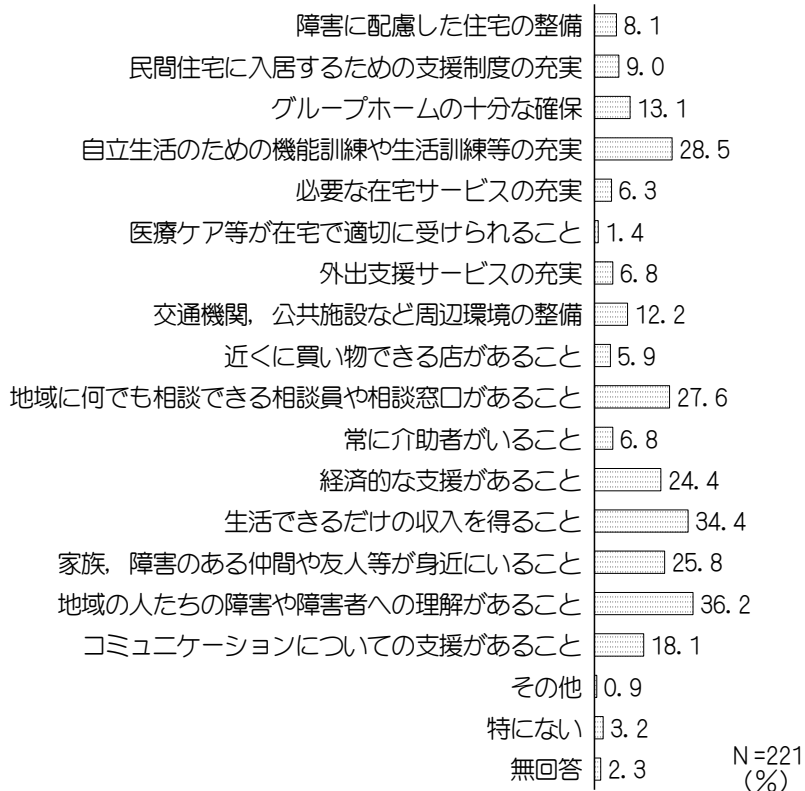 障害に配慮した住宅の整備 8.1
民間住宅に入居するための支援制度の充実 9.0
グループホームの十分な確保 13.1
自立生活のための機能訓練や生活訓練等の充実 28.5
必要な在宅サービスの充実 6.3
医療ケア等が在宅で適切に受けられること 1.4
外出支援サービスの充実 6.8
交通機関，公共施設など周辺環境の整備 12.2
近くに買い物できる店があること 5.9
地域に何でも相談できる相談員や相談窓口があること 27.6
常に介助者がいること 6.8
経済的な支援があること 24.4
生活できるだけの収入を得ること 34.4
家族，障害のある仲間や友人等が身近にいること 25.8
地域の人たちの障害や障害者への理解があること 36.2
コミュニケーションについての支援があること 18.1
その他 0.9
特にない 3.2
無回答 2.3
N=221
(%)